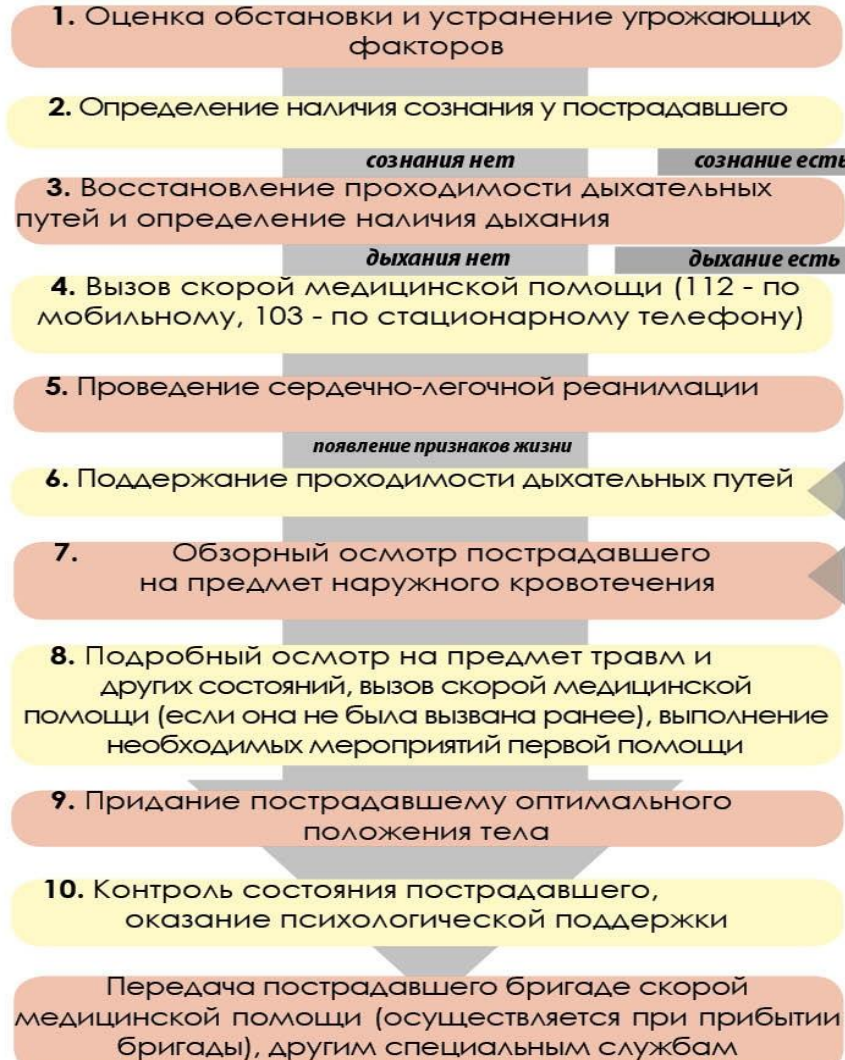 1. Оценка обстановки и устранение угрожающих
факторов
2. Определение наличия сознания у пострадавшего
сознания нет
сознание есть
3. Восстановление проходимости дыхательных
путей и определение наличия дыхания
дыхания нет
дыхание есть
4. Вызов скорой медицинской помощи (112 - по
мобильному, 103 - по стационарному телефону)
5. Проведение сердечно-легочной реанимации
появление признаков жизни
6. Поддержание проходимости дыхательных путей
7. Обзорный осмотр пострадавшего
на предмет наружного кровотечения
8. Подробный осмотр на предмет травм и
других состояний, вызов скорой медицинской
помощи (если она не была вызвана ранее), выполнение
необходимых мероприятий первой помощи
9. Придание пострадавшему оптимального
положения тела
10. Контроль состояния пострадавшего,
оказание психологической поддержки
Передача пострадавшего бригаде скорой
медицинской помощи (осуществляется при прибытии
бригады), другим специальным службам